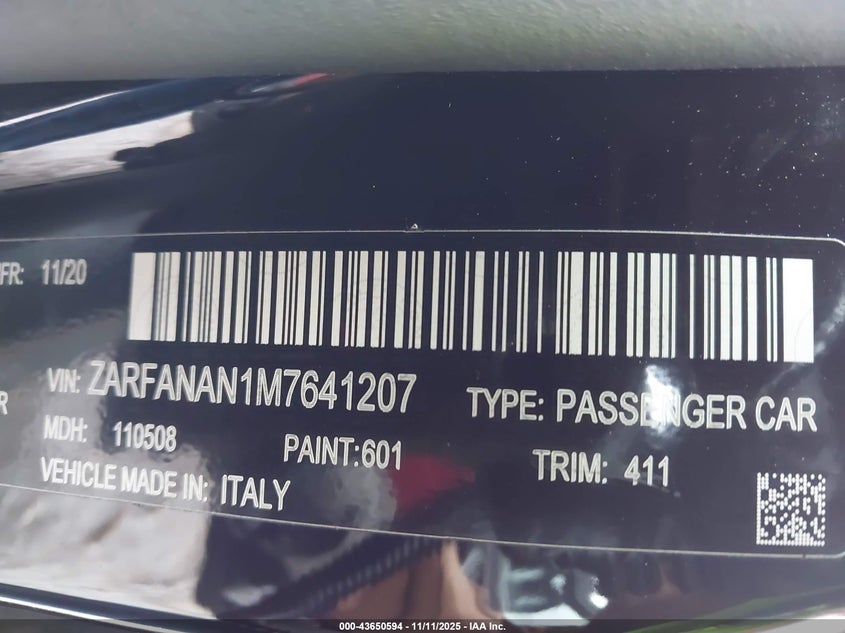 FR: 11/20
VIN: ZARFANAN1M7641207
TYPE: PASSENGER CAR
R
MDH: 110508
PAINT:601
TRIM: 411
VEHICLE MADE IN: ITALY
000-43650594 - 11/11/2025 - IAA Inc.